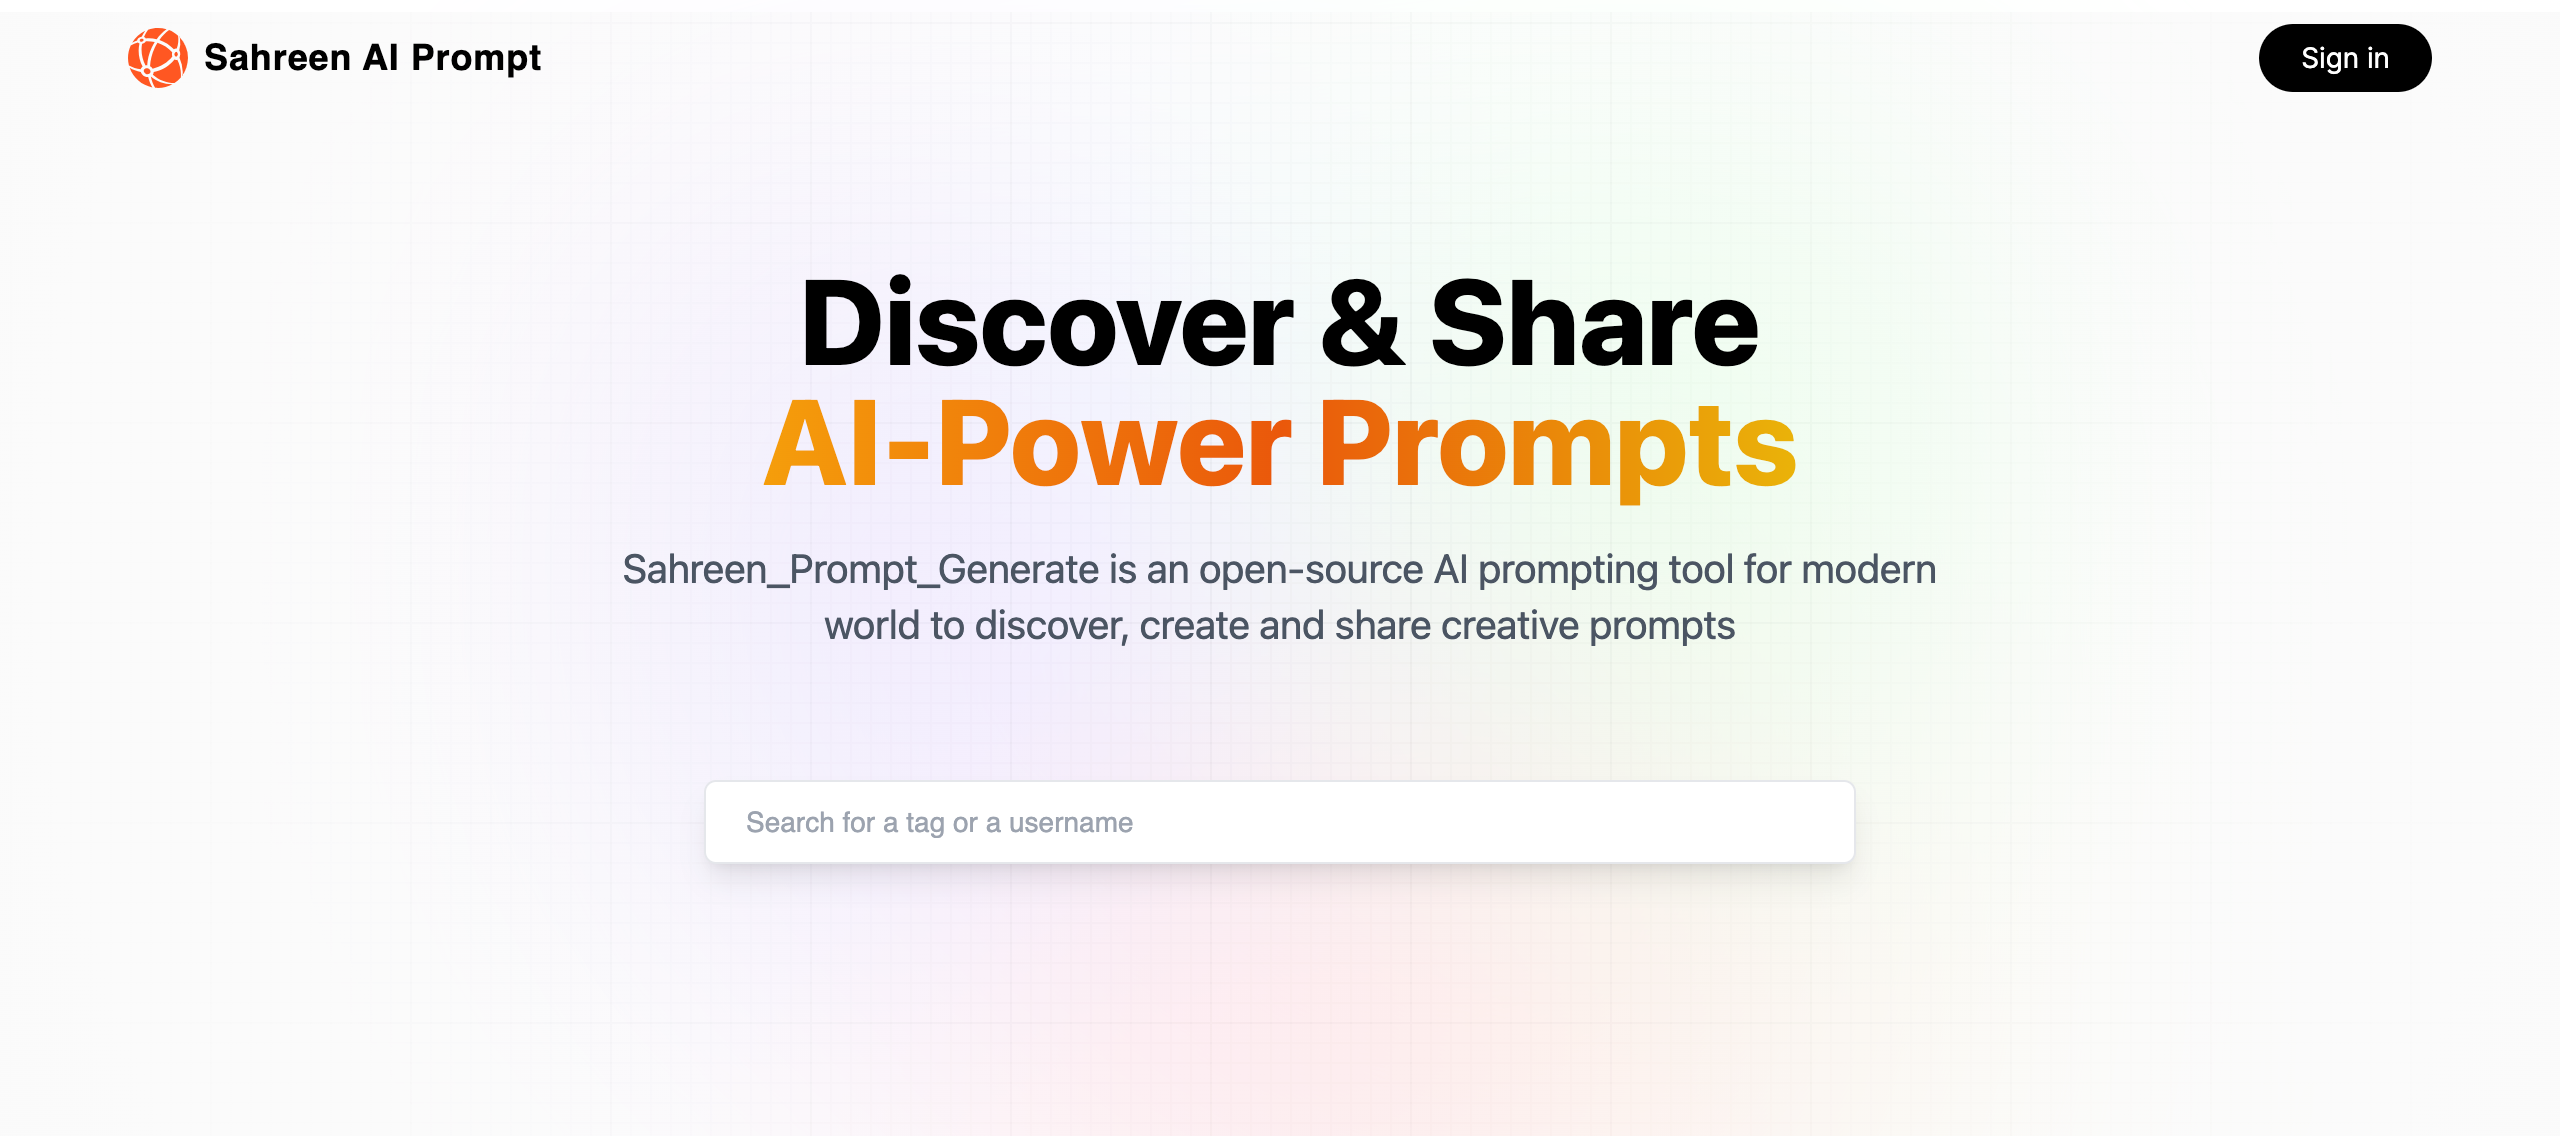 Sahreen AI Prompt
Sign in
Discover & Share
AI-Power Prompts
Sahreen_Prompt_Generate is an open-source AI prompting tool for modern
world to discover, create and share creative prompts
Search for a tag or a username